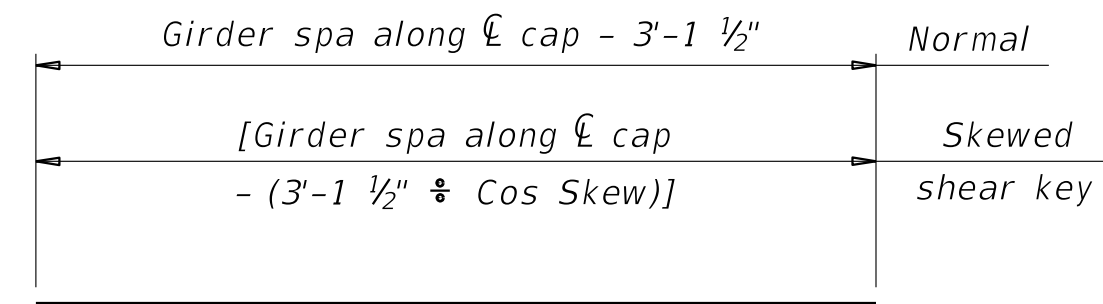 Girder spa along ℄ cap - 3'-1 ½" Normal
[Girder spa along ℄ cap Skewed
- (3'-1 ½" ÷ Cos Skew)] shear key